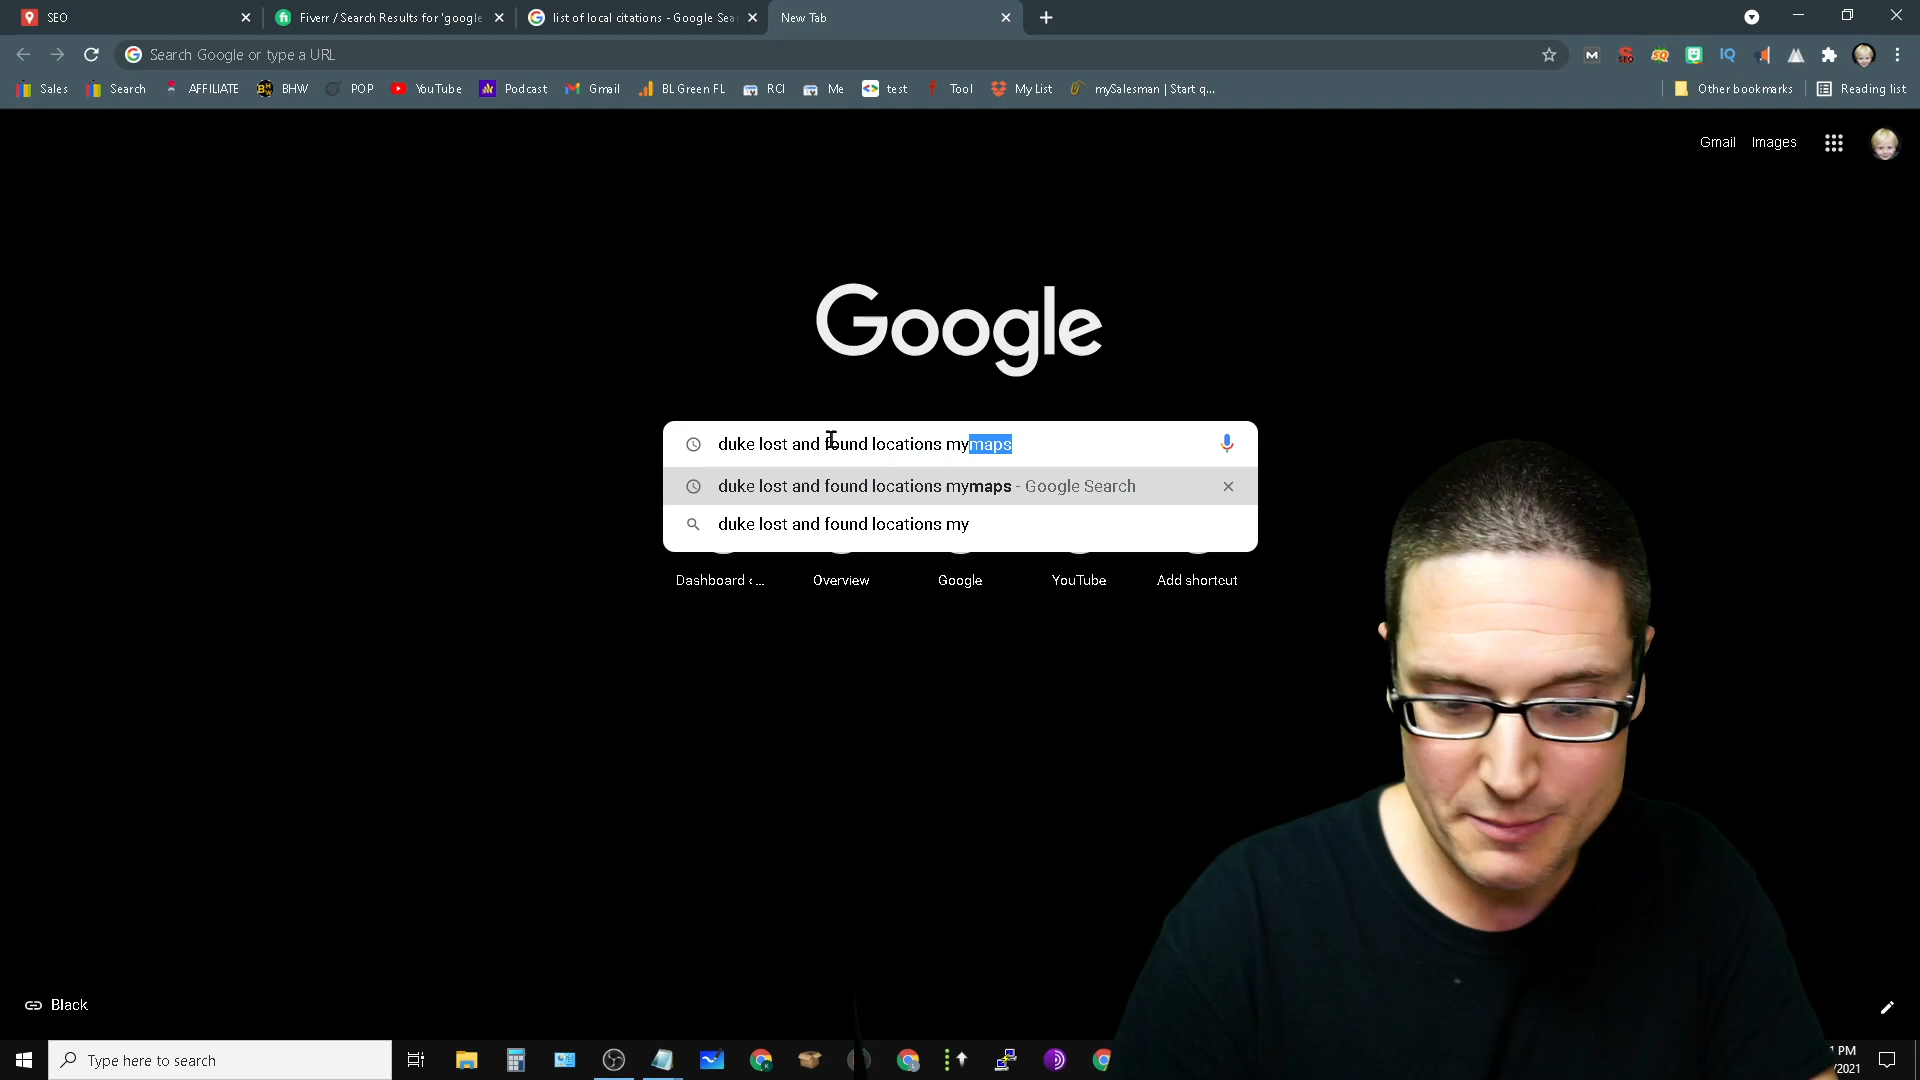 SEO
Fiverr / Search Results for 'google
list of local citations - Google Sea
New Tab
Search Google or type a URL
Sales
Search
AFFILIATE
BHW
POP
YouTube
Podcast
Gmail
BL Green FL
RCI
Me
test
Tool
My List
mySalesman | Start q...
Other bookmarks
Reading list
Gmail
Images
Google
duke lost and found locations mymaps
duke lost and found locations mymaps - Google Search
duke lost and found locations my
Dashboard ‹ ...
Overview
Google
YouTube
Add shortcut
Black
Type here to search
PM
/2021